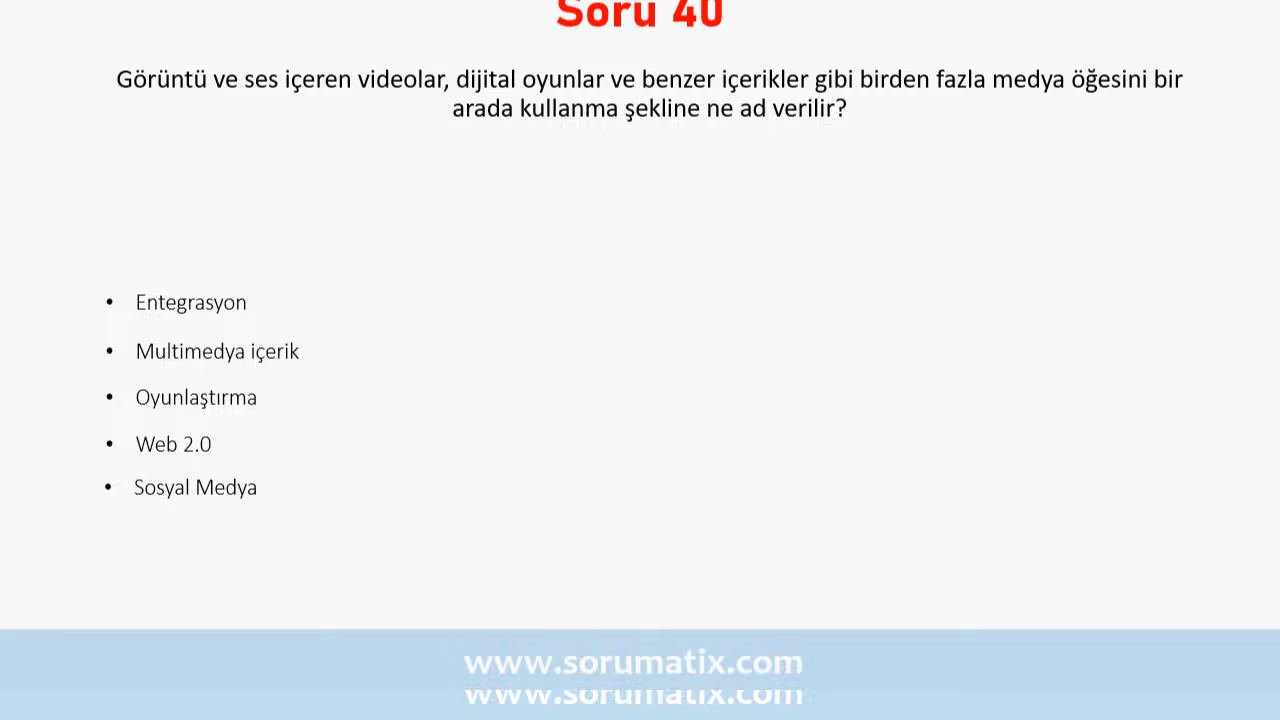 Soru 40
Görüntü ve ses içeren videolar, dijital oyunlar ve benzer içerikler gibi birden fazla medya öğesini bir
arada kullanma şekline ne ad verilir?
• Entegrasyon
• Multimedya içerik
• Oyunlaştırma
• Web 2.0
• Sosyal Medya
www.sorumatix.com
www.sorumatix.com